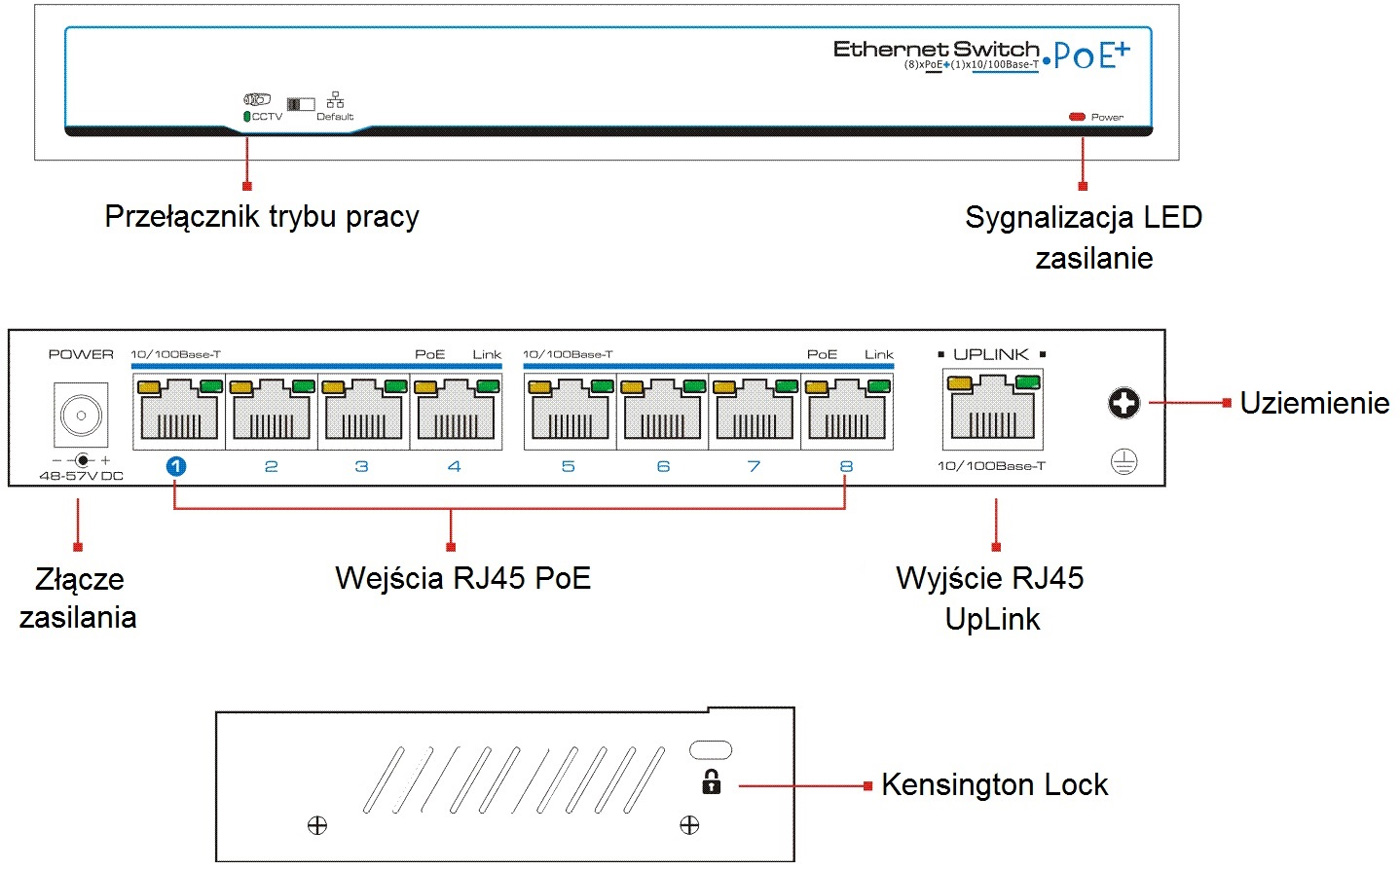 Ethernet Switch
(8)xPoE+(1)x10/100Base-T
PoE+
CCTV
Default
Power
Przełącznik trybu pracy
Sygnalizacja LED
zasilanie
POWER
10/100Base-T
PoE
Link
10/100Base-T
PoE
Link
UPLINK
Uziemienie
- +
48-57V DC
1
2
3
4
5
6
7
8
10/100Base-T
Złącze
zasilania
Wejścia RJ45 PoE
Wyjście RJ45
UpLink
Kensington Lock